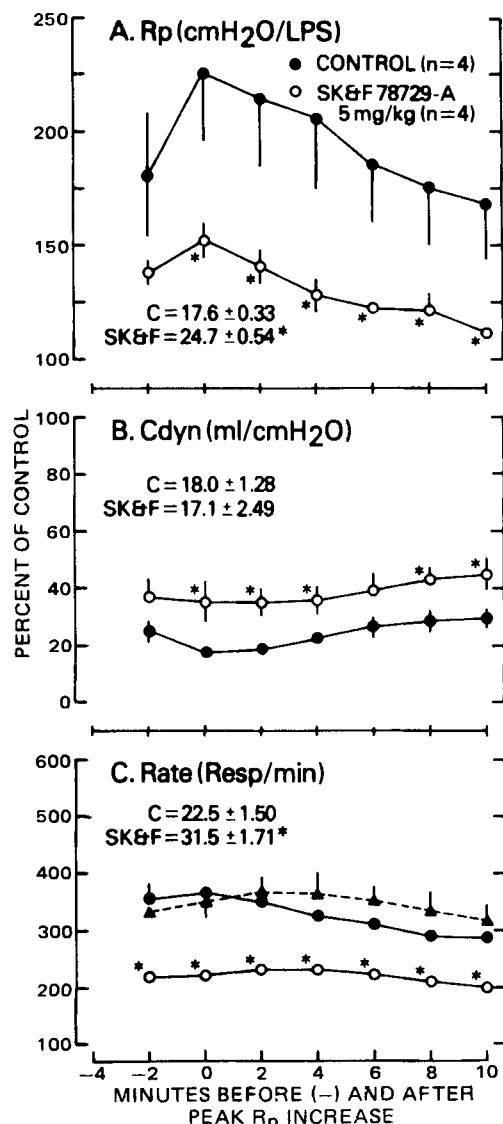 250
A. Rp (cmH2O/LPS)
● CONTROL (n=4)
○ SK&F 78729-A
5 mg/kg (n=4)
200
150
C = 17.6 ± 0.33
SK&F = 24.7 ± 0.54*
100
PERCENT OF CONTROL
100
B. Cdyn (ml/cmH2O)
80
C = 18.0 ± 1.28
SK&F = 17.1 ± 2.49
60
40
20
0
600
C. Rate (Resp/min)
500
C = 22.5 ± 1.50
SK&F = 31.5 ± 1.71*
400
300
200
100
-4 -2 0 2 4 6 8 10
MINUTES BEFORE (-) AND AFTER
PEAK Rp INCREASE